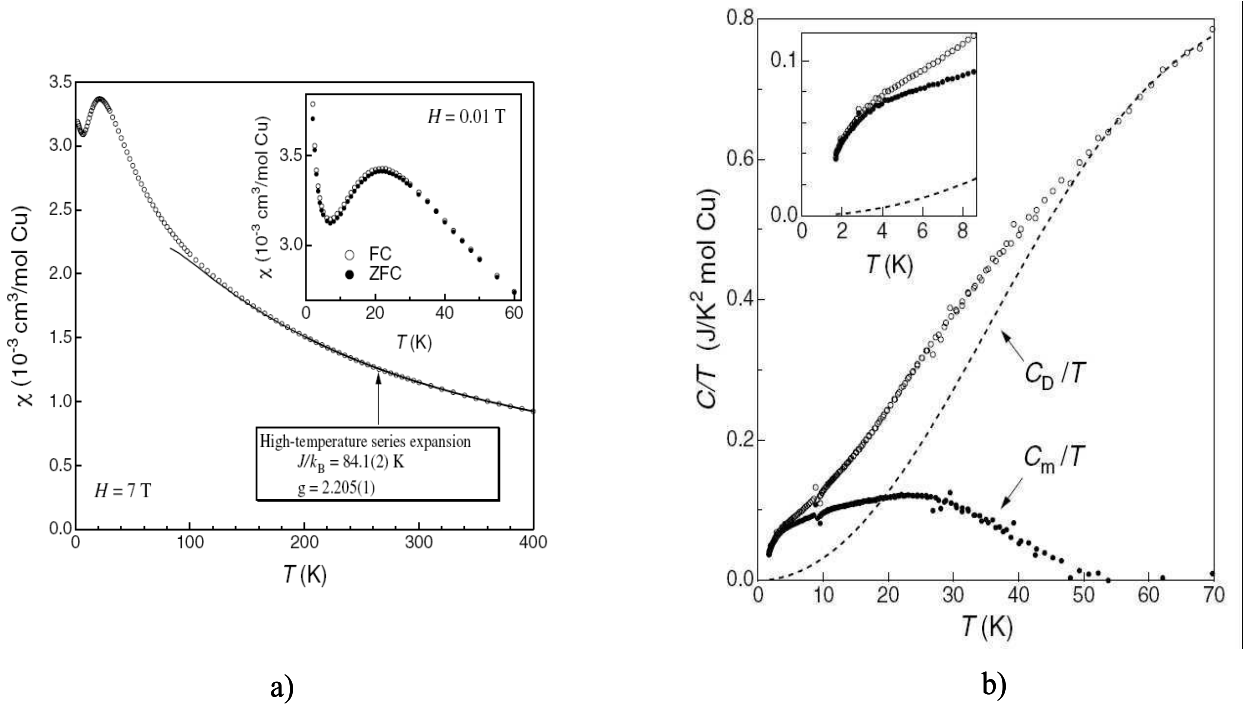 3.5
3.0
2.5
2.0
1.5
1.0
0.5
0.0
χ (10⁻³ cm³/mol Cu)
0
100
200
300
400
T (K)
H = 7 T
High-temperature series expansion
J/k_B = 84.1(2) K
g = 2.205(1)
H = 0.01 T
3.5
3.0
χ (10⁻³ cm³/mol Cu)
FC
ZFC
0
20
40
60
T (K)
a)
0.8
0.6
0.4
0.2
0.0
C/T (J/K² mol Cu)
0
10
20
30
40
50
60
70
T (K)
0.1
0.0
2
4
6
8
T (K)
C_D/T
C_m/T
b)